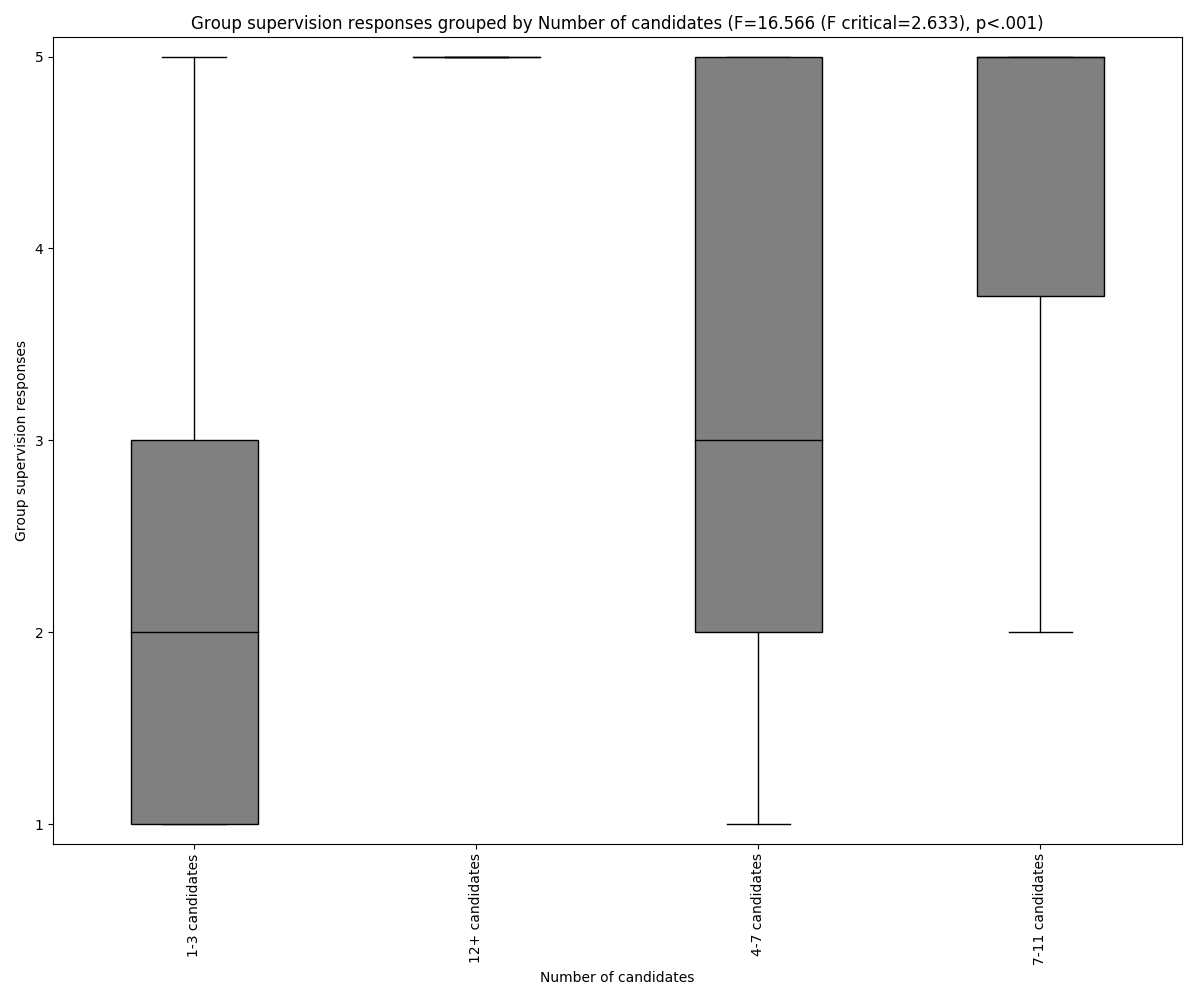 Group supervision responses grouped by Number of candidates (F=16.566 (F critical=2.633), p<.001)
5
4
3
2
1
Group supervision responses
1-3 candidates
12+ candidates
4-7 candidates
7-11 candidates
Number of candidates